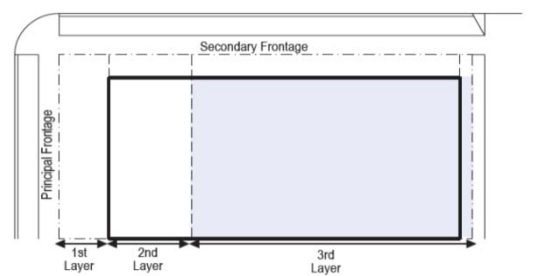 Secondary Frontage
Principal Frontage
1st
Layer
2nd
Layer
3rd
Layer